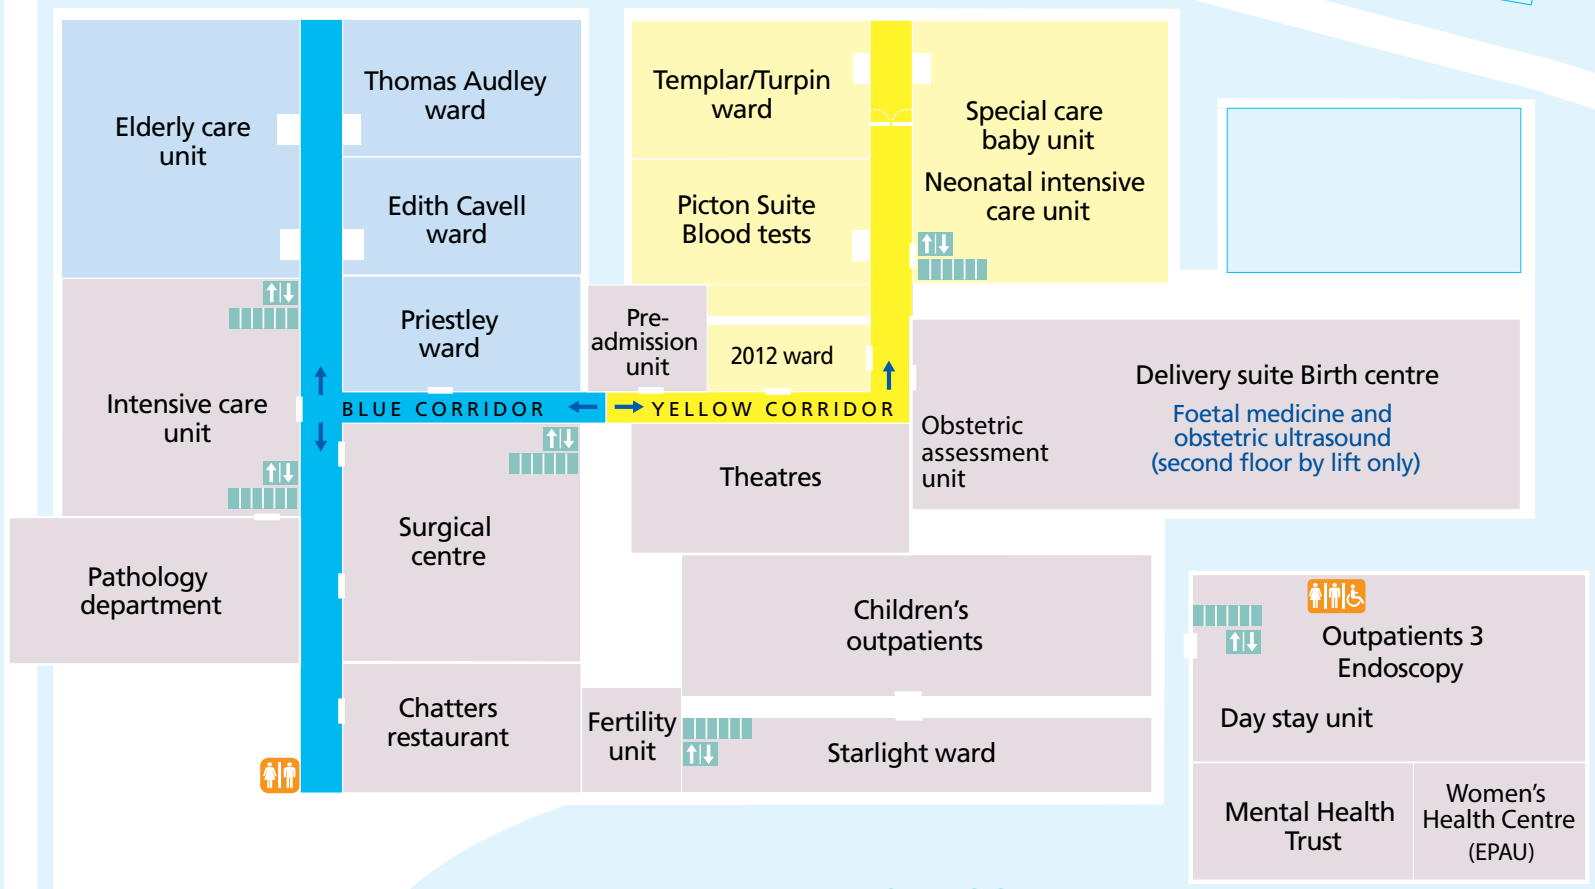 Elderly care
unit
Thomas Audley
ward
Edith Cavell
ward
Priestley
ward
Templar/Turpin
ward
Picton Suite
Blood tests
Special care
baby unit
Neonatal intensive
care unit
Pre-
admission
unit
2012 ward
Intensive care
unit
BLUE CORRIDOR
YELLOW CORRIDOR
Obstetric
assessment
unit
Delivery suite Birth centre
Foetal medicine and
obstetric ultrasound
(second floor by lift only)
Theatres
Surgical
centre
Pathology
department
Children’s
outpatients
Chatters
restaurant
Fertility
unit
Starlight ward
Outpatients 3
Endoscopy
Day stay unit
Mental Health
Trust
Women’s
Health Centre
(EPAU)